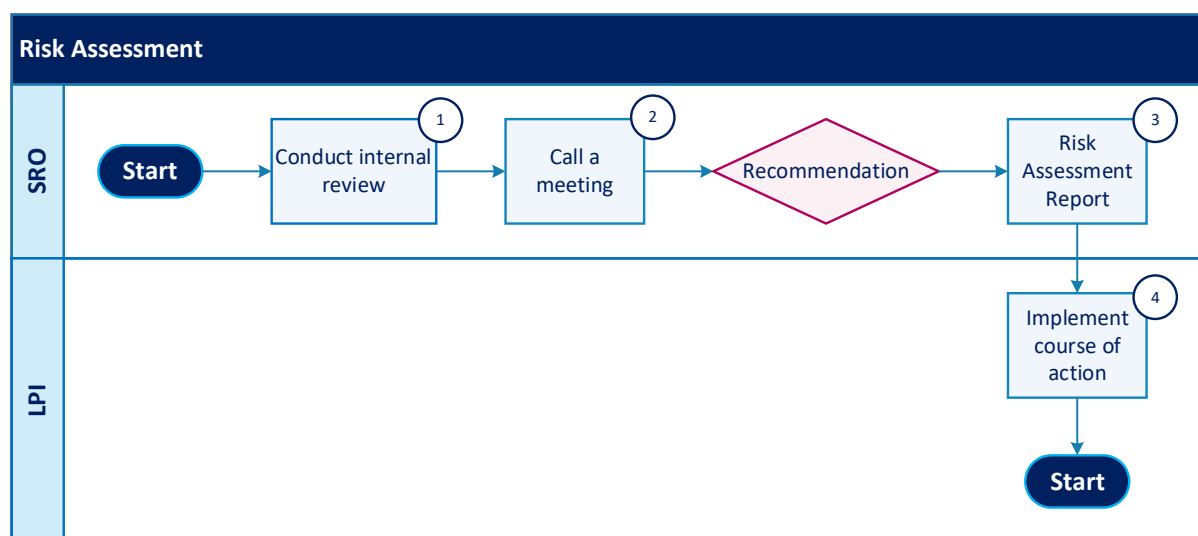 Risk Assessment
SRO
Start
1
Conduct internal
review
2
Call a
meeting
Recommendation
3
Risk
Assessment
Report
LPI
4
Implement
course of
action
Start